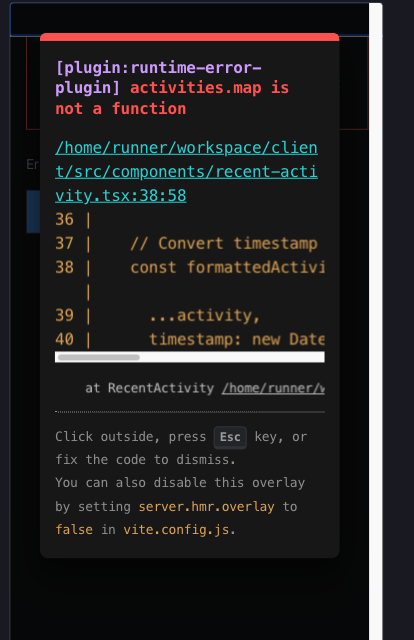 [plugin:runtime-error-
plugin] activities.map is
not a function
/home/runner/workspace/clien
t/src/components/recent-acti
vity.tsx:38:58
36 |
37 |    // Convert timestamp
38 |    const formattedActivi
|
39 |      ...activity,
40 |      timestamp: new Date
at RecentActivity /home/runner/w
Er
Click outside, press Esc key, or
fix the code to dismiss.
You can also disable this overlay
by setting server.hmr.overlay to
false in vite.config.js.